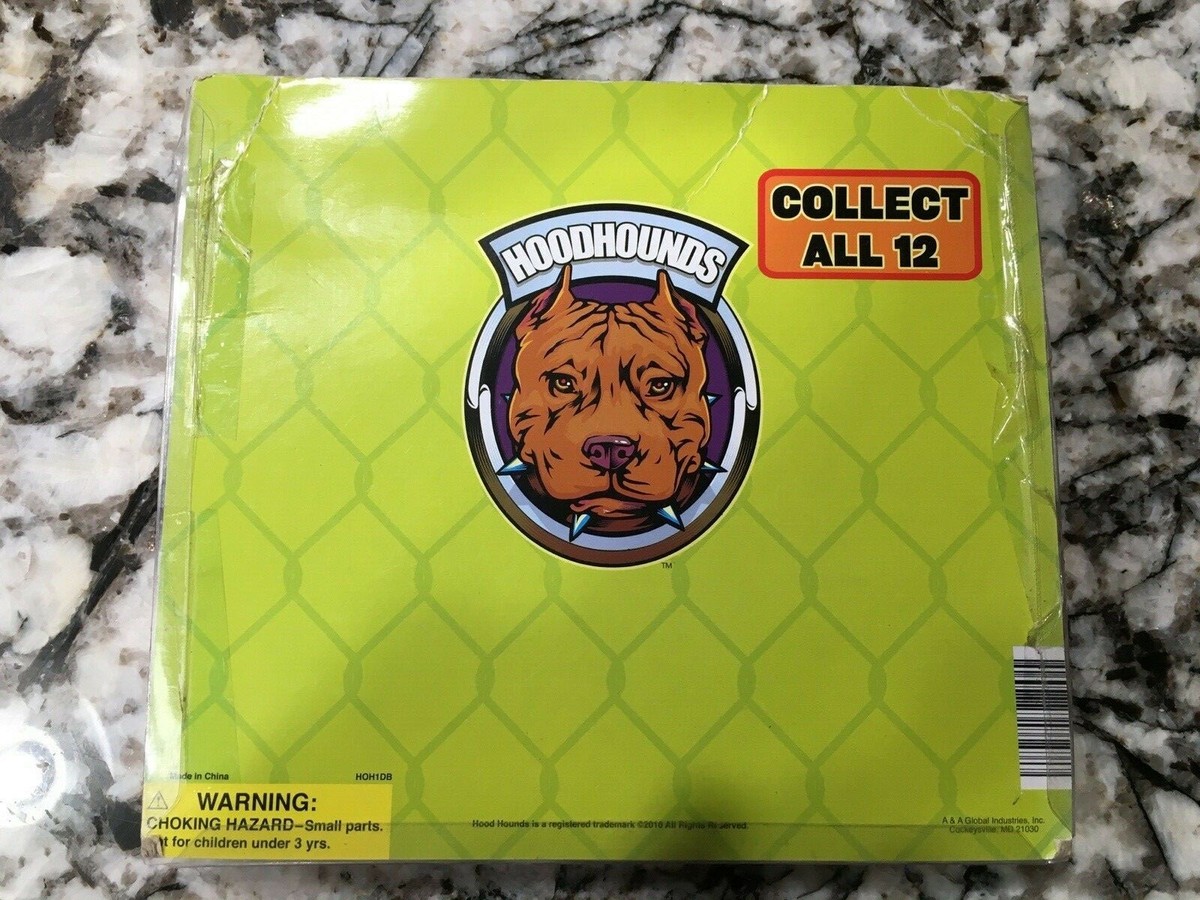 COLLECT
ALL 12
HOODHOUNDS
TM
Made in China
HOH1DB
WARNING:
CHOKING HAZARD–Small parts.
for children under 3 yrs.
Hood Hounds is a registered trademark ©2016 All Rights Reserved.
A & A Global Industries, Inc.
Cockeysville, MD 21030